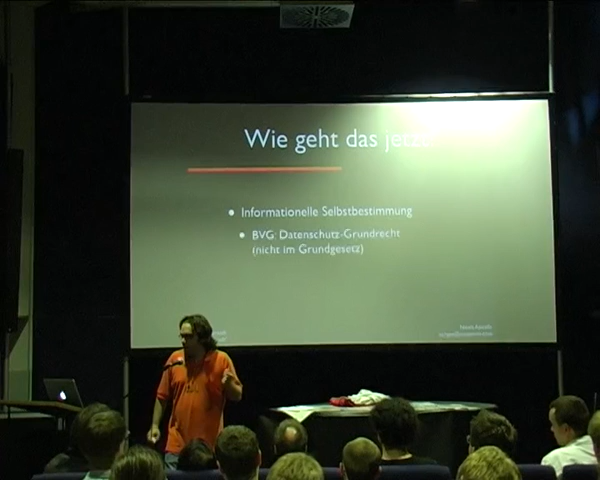 Wie geht das jetzt
• Informationelle Selbstbestimmung
• BVG: Datenschutz-Grundrecht
(nicht im Grundgesetz)